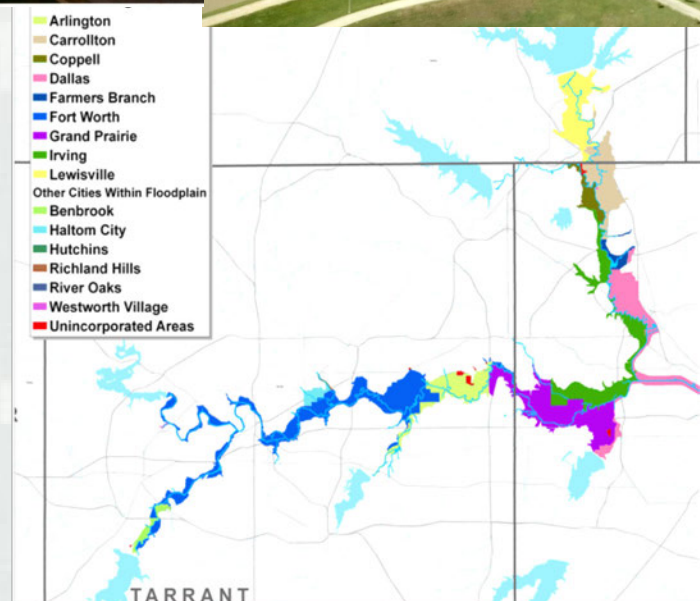 Arlington
Carrollton
Coppell
Dallas
Farmers Branch
Fort Worth
Grand Prairie
Irving
Lewisville
Other Cities Within Floodplain
Benbrook
Haltom City
Hutchins
Richland Hills
River Oaks
Westworth Village
Unincorporated Areas
TARRANT